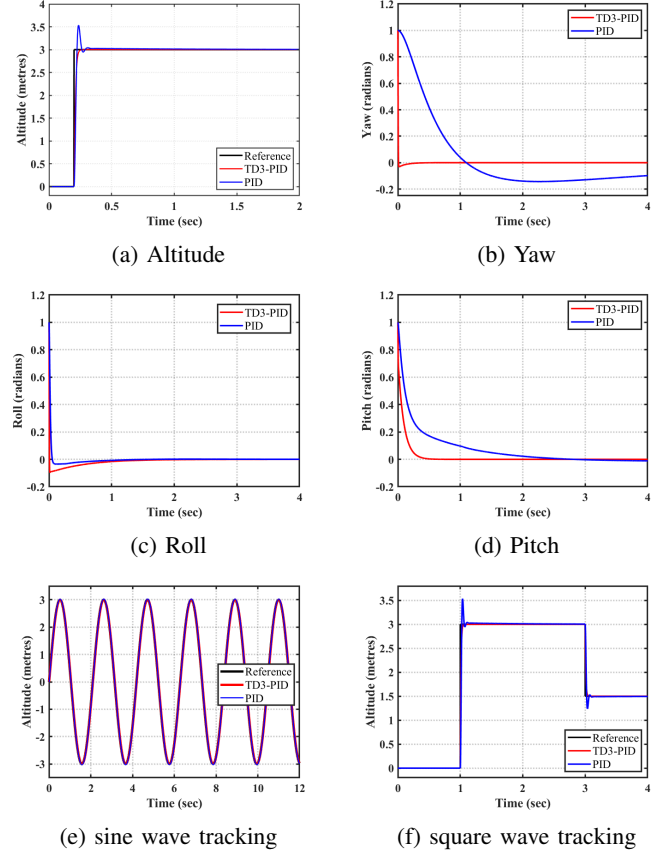 4
3.5
3
2.5
2
1.5
1
0.5
0
Altitude (metres)
Reference
TD3-PID
PID
0 0.5 1 1.5 2
Time (sec)
(a) Altitude
1.2
1
0.8
0.6
0.4
0.2
0
-0.2
Yaw (radians)
TD3-PID
PID
0 1 2 3 4
Time (sec)
(b) Yaw
1.2
1
0.8
0.6
0.4
0.2
0
-0.2
Roll (radians)
TD3-PID
PID
0 1 2 3 4
Time (sec)
(c) Roll
1.2
1
0.8
0.6
0.4
0.2
0
-0.2
Pitch (radians)
TD3-PID
PID
0 1 2 3 4
Time (sec)
(d) Pitch
3
2
1
0
-1
-2
-3
Altitude (metres)
Reference
TD3-PID
PID
0 2 4 6 8 10 12
Time (sec)
(e) sine wave tracking
3.5
3
2.5
2
1.5
1
0.5
0
Altitude (metres)
Reference
TD3-PID
PID
0 1 2 3 4
Time (sec)
(f) square wave tracking